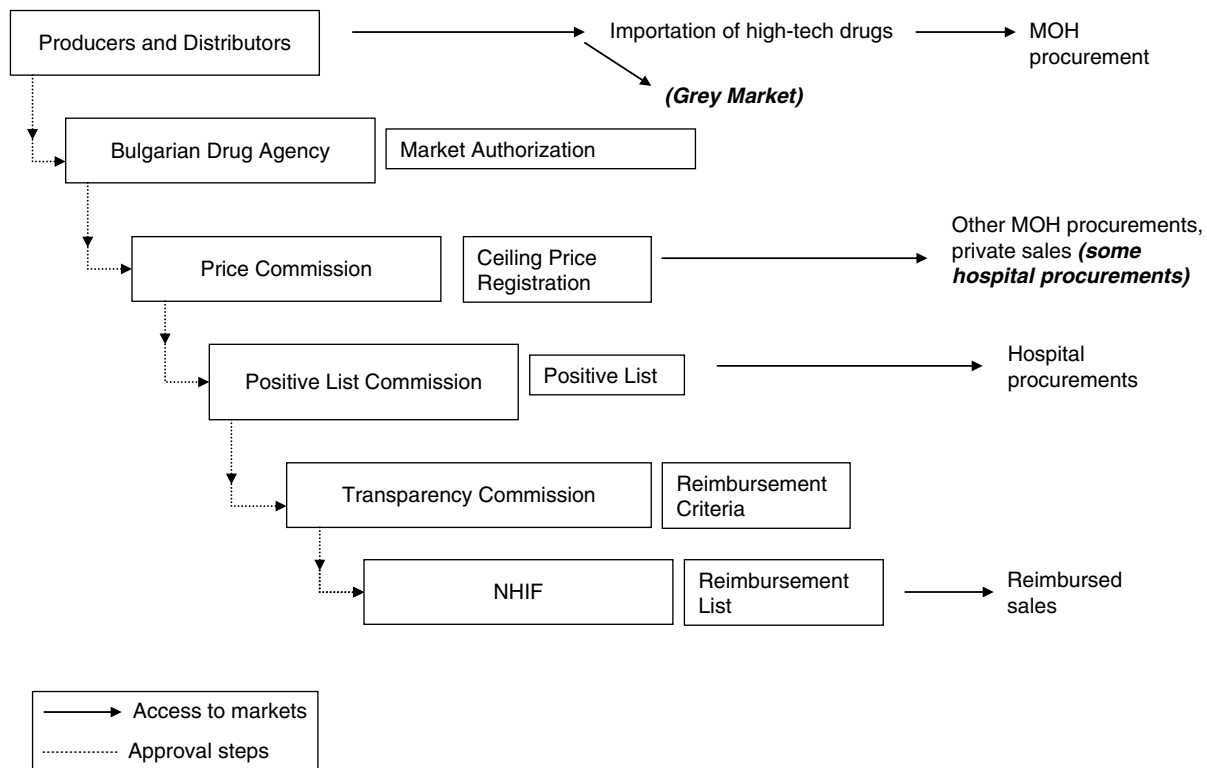 Producers and Distributors
Importation of high-tech drugs
MOH
procurement
(Grey Market)
Bulgarian Drug Agency
Market Authorization
Price Commission
Ceiling Price
Registration
Other MOH procurements,
private sales (some
hospital procurements)
Positive List Commission
Positive List
Hospital
procurements
Transparency Commission
Reimbursement
Criteria
NHIF
Reimbursement
List
Reimbursed
sales
Access to markets
Approval steps